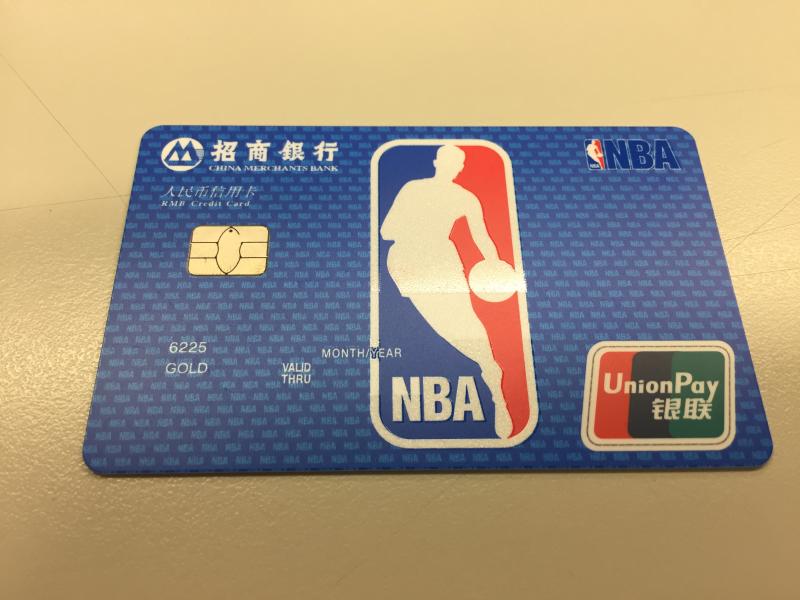 招商銀行
CHINA MERCHANTS BANK
人民币信用卡
RMB Credit Card
NBA
6225
GOLD
MONTH/YEAR
VALID
THRU
NBA
UnionPay
银联